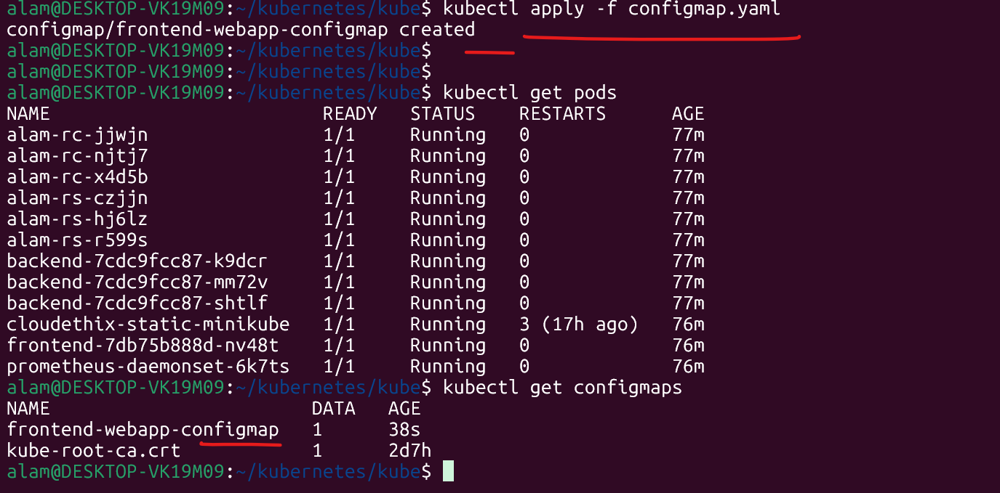 alam@DESKTOP-VK19M09:~/kubernetes/kube$ kubectl apply -f configmap.yaml
configmap/frontend-webapp-configmap created
alam@DESKTOP-VK19M09:~/kubernetes/kube$
alam@DESKTOP-VK19M09:~/kubernetes/kube$
alam@DESKTOP-VK19M09:~/kubernetes/kube$ kubectl get pods
NAME                         READY   STATUS    RESTARTS      AGE
alam-rc-jjwjn                1/1     Running   0             77m
alam-rc-njtj7                1/1     Running   0             77m
alam-rc-x4d5b                1/1     Running   0             77m
alam-rs-czjjn                1/1     Running   0             77m
alam-rs-hj6lz                1/1     Running   0             77m
alam-rs-r599s                1/1     Running   0             77m
backend-7cdc9fcc87-k9dcr     1/1     Running   0             77m
backend-7cdc9fcc87-mm72v     1/1     Running   0             77m
backend-7cdc9fcc87-shtlf     1/1     Running   0             77m
cloudethix-static-minikube   1/1     Running   3 (17h ago)   76m
frontend-7db75b888d-nv48t    1/1     Running   0             76m
prometheus-daemonset-6k7ts   1/1     Running   0             76m
alam@DESKTOP-VK19M09:~/kubernetes/kube$ kubectl get configmaps
NAME                        DATA   AGE
frontend-webapp-configmap   1      38s
kube-root-ca.crt            1      2d7h
alam@DESKTOP-VK19M09:~/kubernetes/kube$